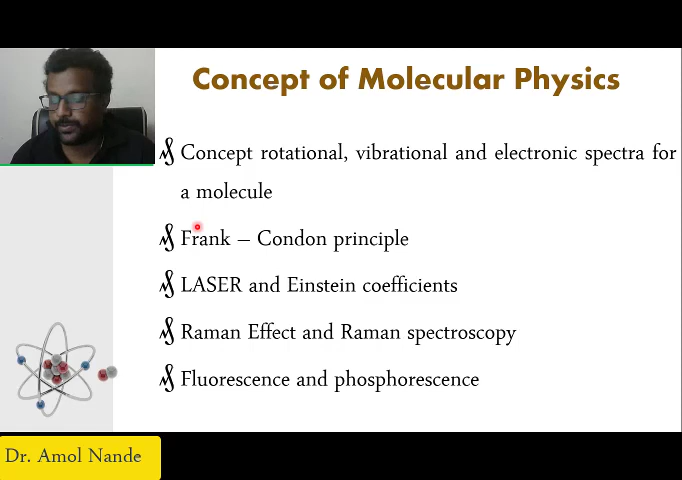 Concept of Molecular Physics
Concept rotational, vibrational and electronic spectra for
a molecule
Frank – Condon principle
LASER and Einstein coefficients
Raman Effect and Raman spectroscopy
Fluorescence and phosphorescence
Dr. Amol Nande